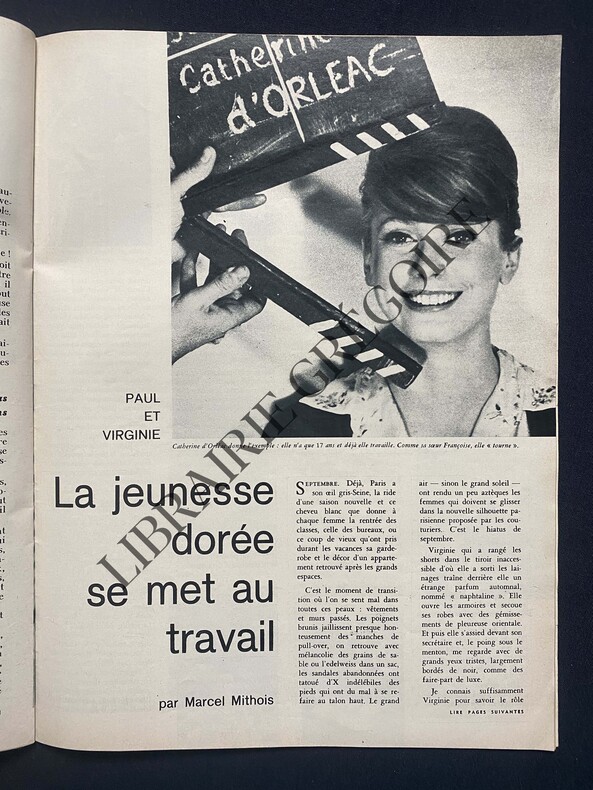 Catherine
d'ORLEAC
PAUL
ET
VIRGINIE
Catherine d'Orléac donne l'exemple : elle n'a que 17 ans et déjà elle travaille. Comme sa sœur Françoise, elle « tourne ».
La jeunesse
dorée
se met au
travail
par Marcel Mithois
SEPTEMBRE. Déjà, Paris a
son œil gris-Seine, la ride
d'une saison nouvelle et ce
cheveu blanc que donne à
chaque femme la rentrée des
classes, celle des bureaux, ou
ce coup de vieux qu'ont pris
durant les vacances sa garde-
robe et le décor d'un apparte-
ment retrouvé après les grands
espaces.
C'est le moment de transi-
tion où l'on se sent mal dans
toutes ces peaux : vêtements
et murs passés. Les poignets
brunis jaillissent presque hon-
teusement des manches de
pull-over, on retrouve avec
mélancolie des grains de sa-
ble ou l'edelweiss dans un sac,
les sandales abandonnées ont
tatoué d'X indélébiles des
pieds qui ont du mal à se re-
faire au talon haut. Le grand
air — sinon le grand soleil —
ont rendu un peu aztèques les
femmes qui doivent se glisser
dans la nouvelle silhouette pa-
risienne proposée par les cou-
turiers. C'est le hiatus de
septembre.
Virginie qui a rangé les
shorts dans le tiroir inacces-
sible d'où elle a sorti les lai-
nages traîne derrière elle un
étrange parfum automnal,
nommé « naphtaline ». Elle
ouvre les armoires et secoue
ses robes avec des gémisse-
ments de pleureuse orientale.
Et puis elle s'assied devant son
secrétaire et, le poing sous le
menton, me regarde avec de
grands yeux tristes, largement
bordés de noir, comme des
faire-part de luxe.
Je connais suffisamment
Virginie pour savoir le rôle
LIRE PAGES SUIVANTES
LIBRAIRIE GRÉGOIRE